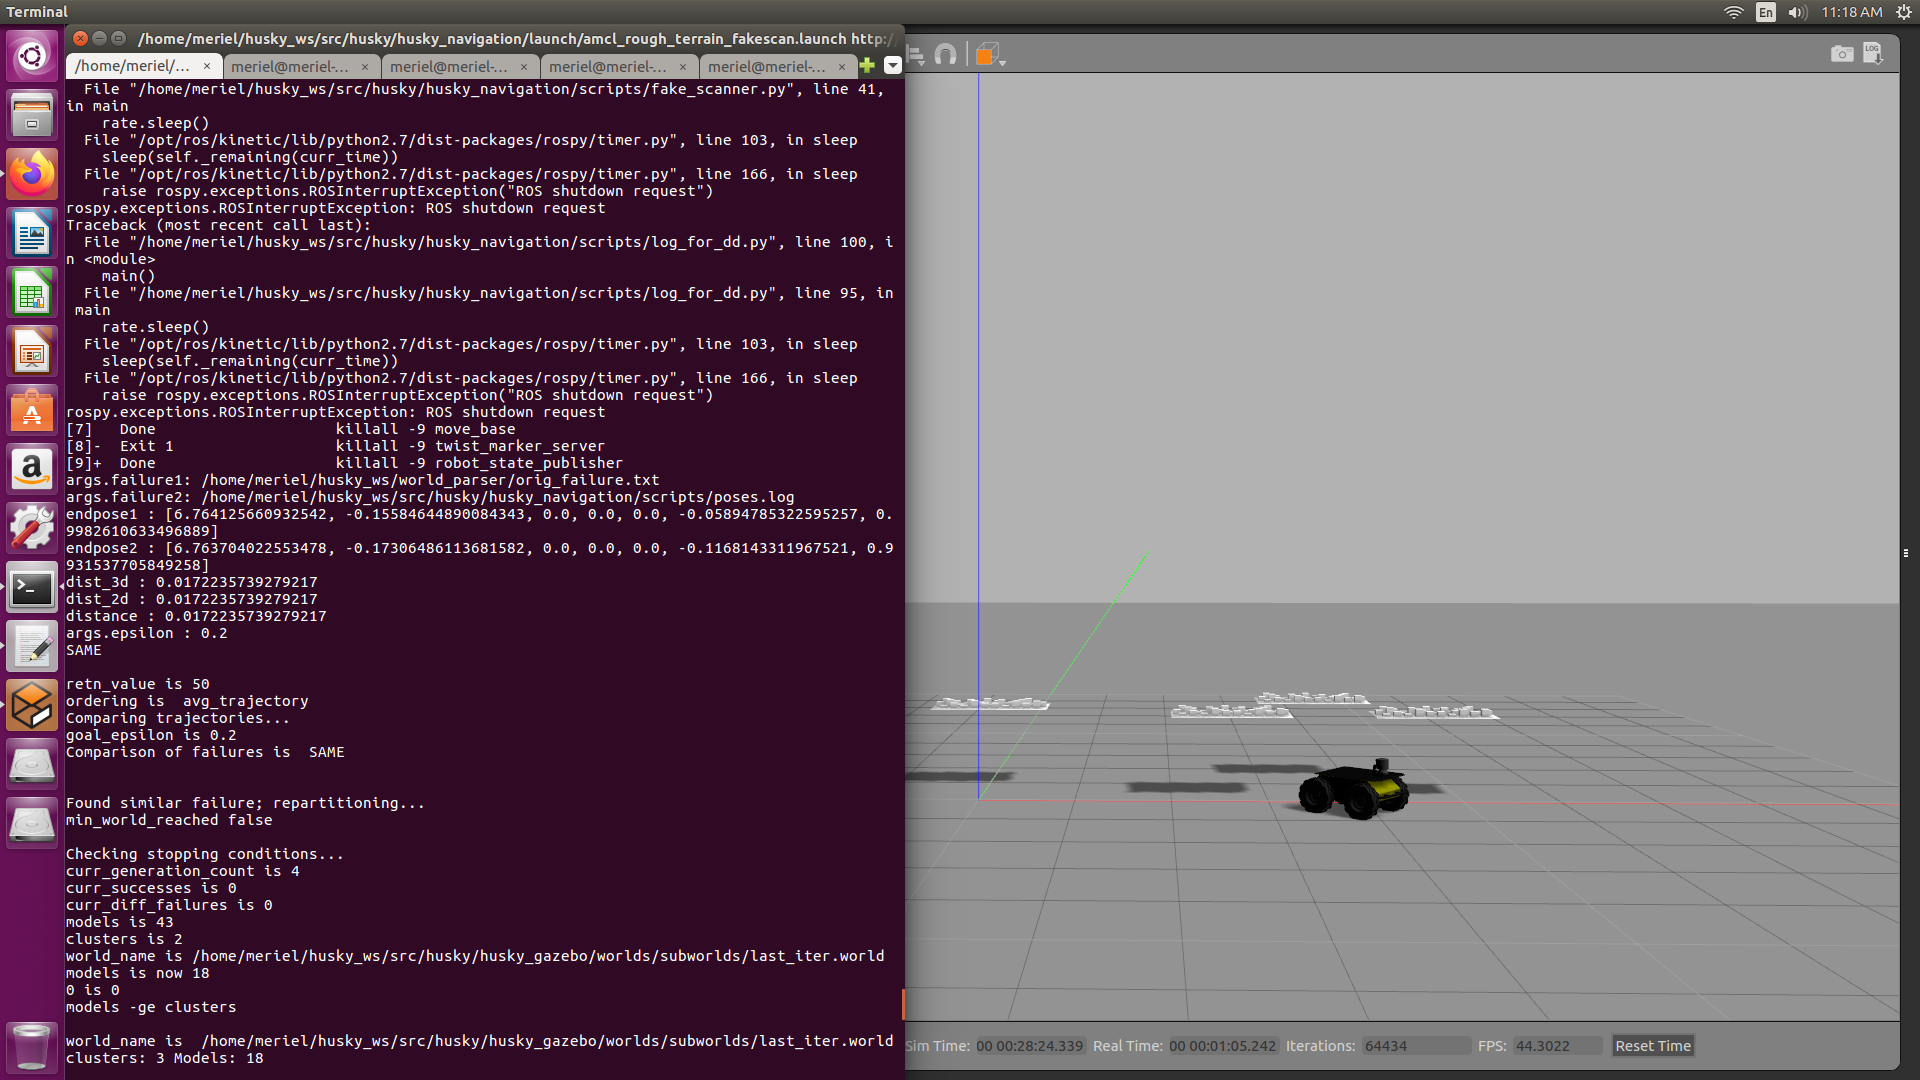 Terminal
En
11:18 AM
/home/meriel/husky_ws/src/husky/husky_navigation/launch/amcl_rough_terrain_fakescan.launch http:/
/home/meriel/... × meriel@meriel-... × meriel@meriel-... × meriel@meriel-... × meriel@meriel-... ×
LOG
File "/home/meriel/husky_ws/src/husky/husky_navigation/scripts/fake_scanner.py", line 41,
in main
rate.sleep()
File "/opt/ros/kinetic/lib/python2.7/dist-packages/rospy/timer.py", line 103, in sleep
sleep(self._remaining(curr_time))
File "/opt/ros/kinetic/lib/python2.7/dist-packages/rospy/timer.py", line 166, in sleep
raise rospy.exceptions.ROSInterruptException("ROS shutdown request")
rospy.exceptions.ROSInterruptException: ROS shutdown request
Traceback (most recent call last):
File "/home/meriel/husky_ws/src/husky/husky_navigation/scripts/log_for_dd.py", line 100, i
n <module>
main()
File "/home/meriel/husky_ws/src/husky/husky_navigation/scripts/log_for_dd.py", line 95, in
main
rate.sleep()
File "/opt/ros/kinetic/lib/python2.7/dist-packages/rospy/timer.py", line 103, in sleep
sleep(self._remaining(curr_time))
File "/opt/ros/kinetic/lib/python2.7/dist-packages/rospy/timer.py", line 166, in sleep
raise rospy.exceptions.ROSInterruptException("ROS shutdown request")
rospy.exceptions.ROSInterruptException: ROS shutdown request
[7]   Done                    killall -9 move_base
[8]-  Exit 1                  killall -9 twist_marker_server
[9]+  Done                    killall -9 robot_state_publisher
args.failure1: /home/meriel/husky_ws/world_parser/orig_failure.txt
args.failure2: /home/meriel/husky_ws/src/husky/husky_navigation/scripts/poses.log
endpose1 : [6.764125660932542, -0.15584644890084343, 0.0, 0.0, 0.0, -0.05894785322595257, 0.
99826106334968​89]
endpose2 : [6.763704022553478, -0.17306486113681582, 0.0, 0.0, 0.0, -0.1168143311967521, 0.9
931537705849258]
dist_3d : 0.0172235739279217
dist_2d : 0.0172235739279217
distance : 0.0172235739279217
args.epsilon : 0.2
SAME
retn_value is 50
ordering is  avg_trajectory
Comparing trajectories...
goal_epsilon is 0.2
Comparison of failures is  SAME
Found similar failure; repartitioning...
min_world_reached false
Checking stopping conditions...
curr_generation_count is 4
curr_successes is 0
curr_diff_failures is 0
models is 43
clusters is 2
world_name is /home/meriel/husky_ws/src/husky/husky_gazebo/worlds/subworlds/last_iter.world
models is now 18
0 is 0
models -ge clusters
world_name is  /home/meriel/husky_ws/src/husky/husky_gazebo/worlds/subworlds/last_iter.world
clusters: 3 Models: 18
Sim Time: 00 00:28:24.339 Real Time: 00 00:01:05.242 Iterations: 64434 FPS: 44.3022 Reset Time